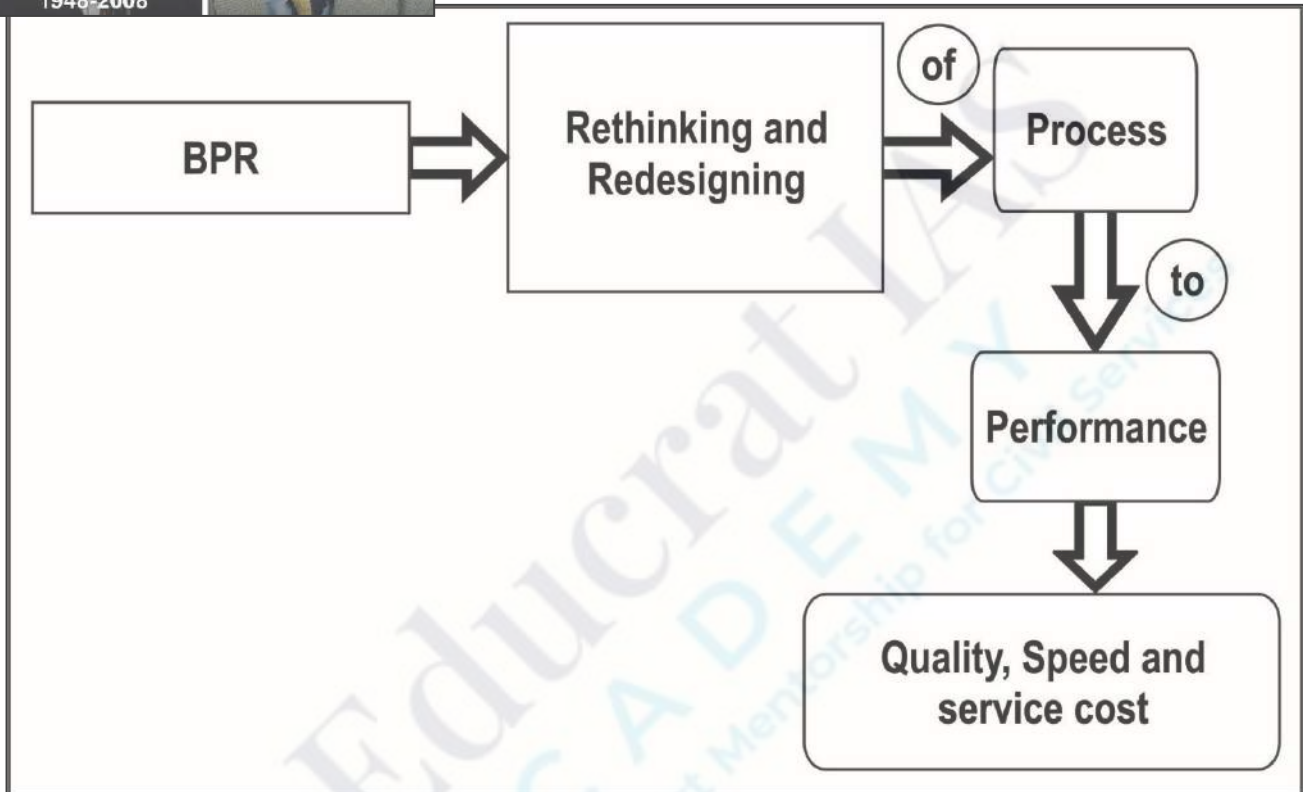 1948-2008
BPR
Rethinking and
Redesigning
of
Process
to
Performance
Quality, Speed and
service cost
Educrat IAS
ACADEMY
Mentorship for Civil Services